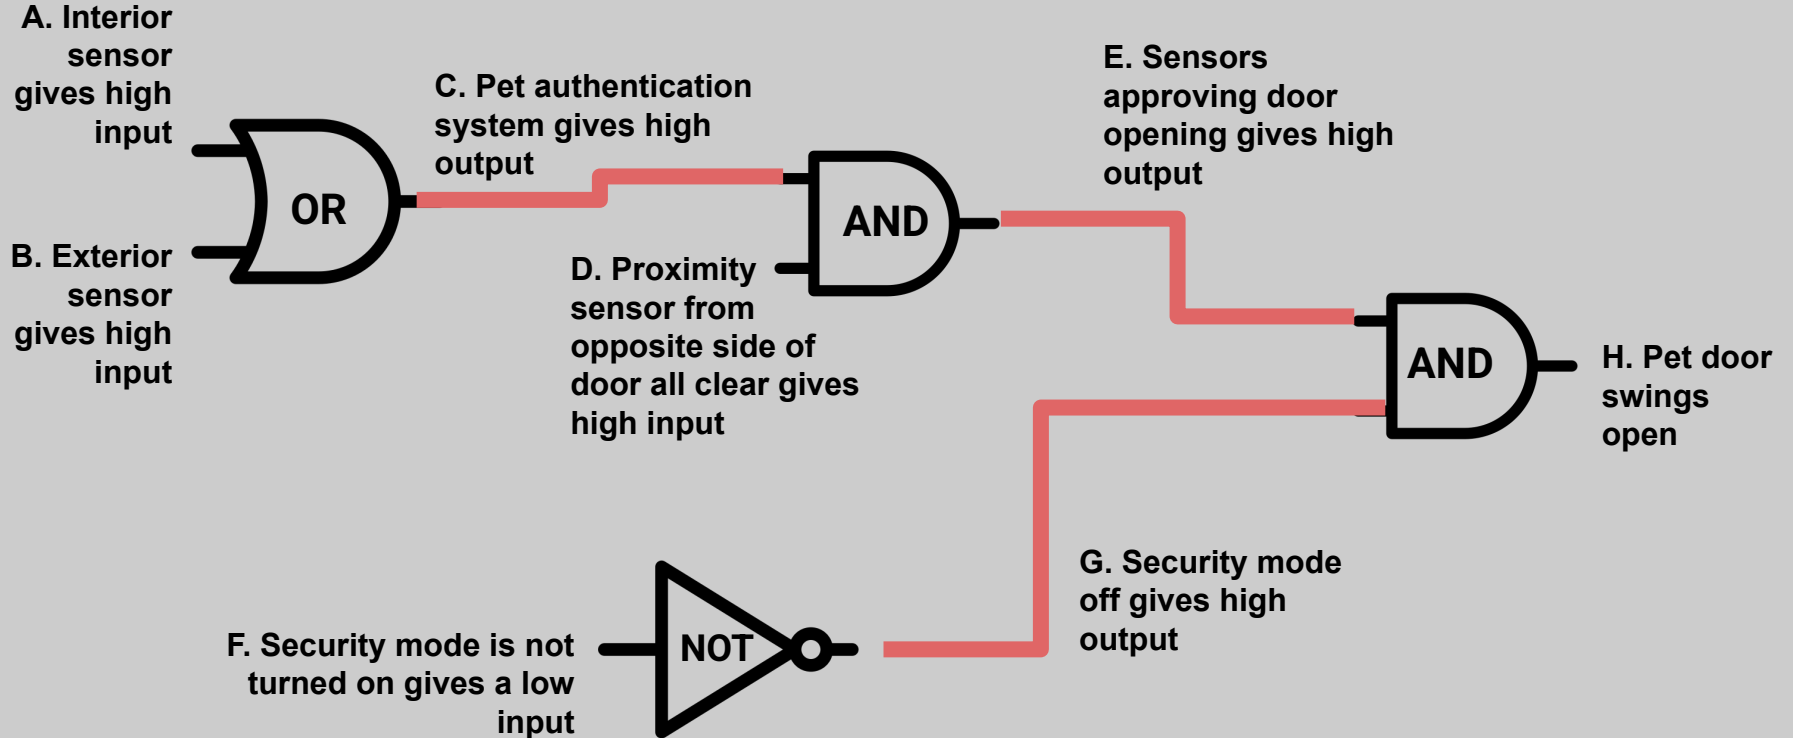 A. Interior
sensor
gives high
input
OR
B. Exterior
sensor
gives high
input
C. Pet authentication
system gives high
output
AND
D. Proximity
sensor from
opposite side of
door all clear gives
high input
E. Sensors
approving door
opening gives high
output
AND
H. Pet door
swings
open
F. Security mode is not
turned on gives a low
input
NOT
G. Security mode
off gives high
output